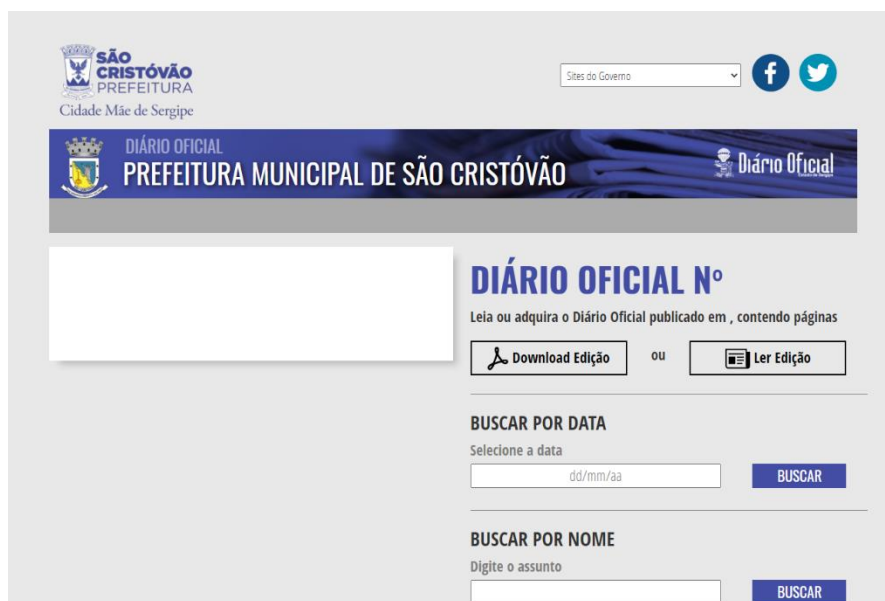 SÃO
CRISTÓVÃO
PREFEITURA
Cidade Mãe de Sergipe
Sites do Governo
DIÁRIO OFICIAL
PREFEITURA MUNICIPAL DE SÃO CRISTÓVÃO
Diário Oficial
DIÁRIO OFICIAL Nº
Leia ou adquira o Diário Oficial publicado em , contendo páginas
Download Edição ou Ler Edição
BUSCAR POR DATA
Selecione a data
dd/mm/aa BUSCAR
BUSCAR POR NOME
Digite o assunto
BUSCAR